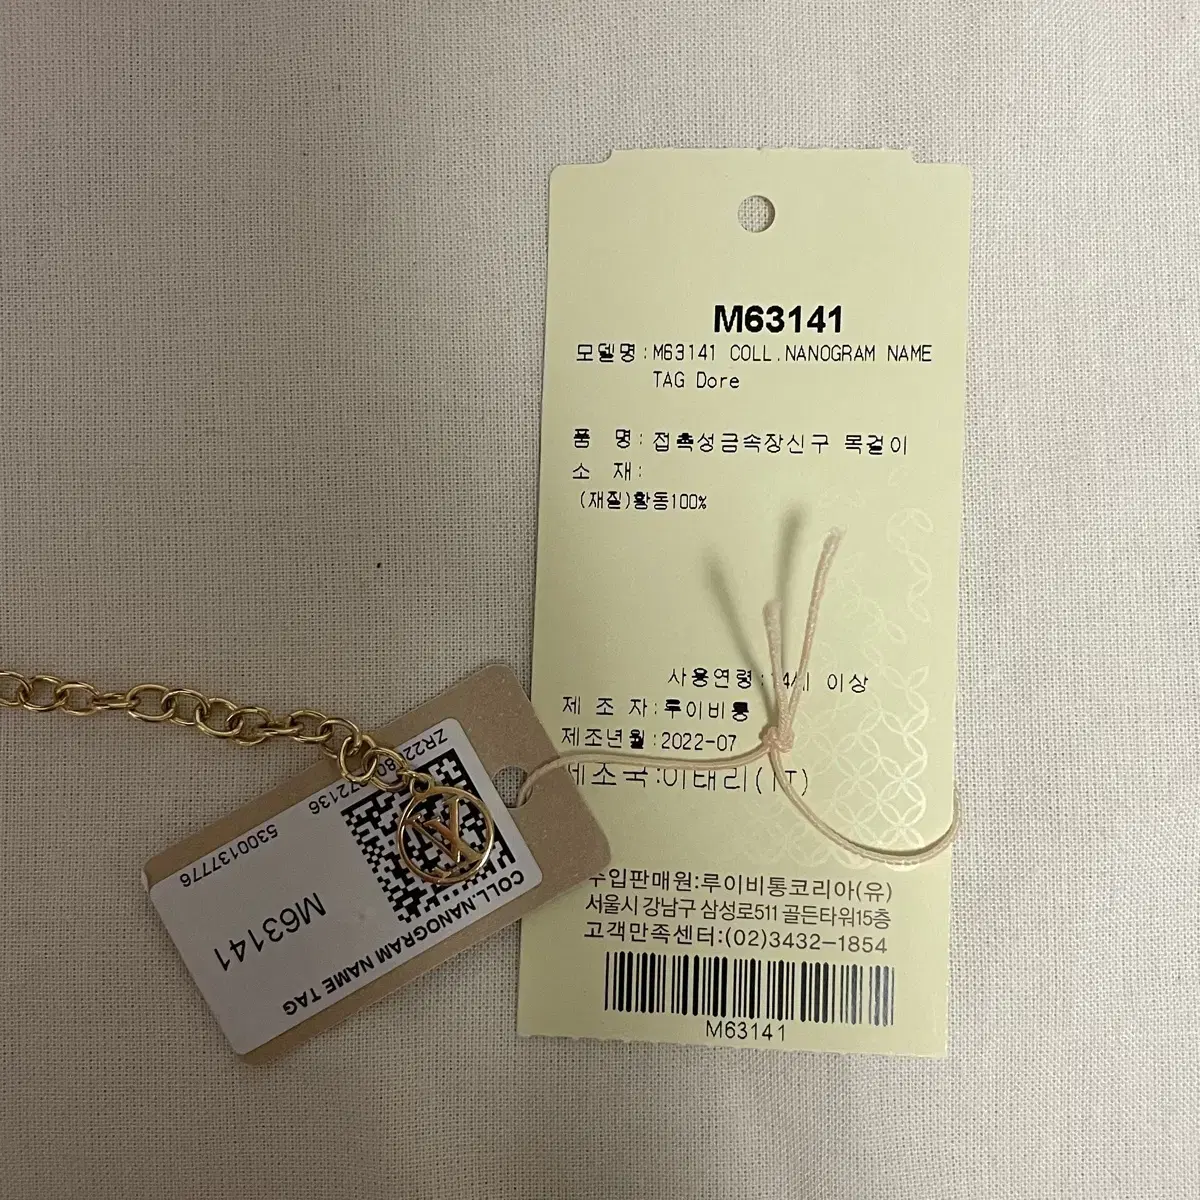 M63141
모델명:M63141 COLL.NANOGRAM NAME
TAG Dore
품 명: 접촉성금속장신구 목걸이
소 재:
(재질)황동100%
사용연령: 이상
제 조 자:루이비통
제조년월:2022-07
제조국:이태리(IT)
수입판매원:루이비통코리아(유)
서울시 강남구 삼성로511 골든타워15층
고객만족센터:(02)3432-1854
M63141
COLL.NANOGRAM NAME TAG
M63141
5300137776
LV